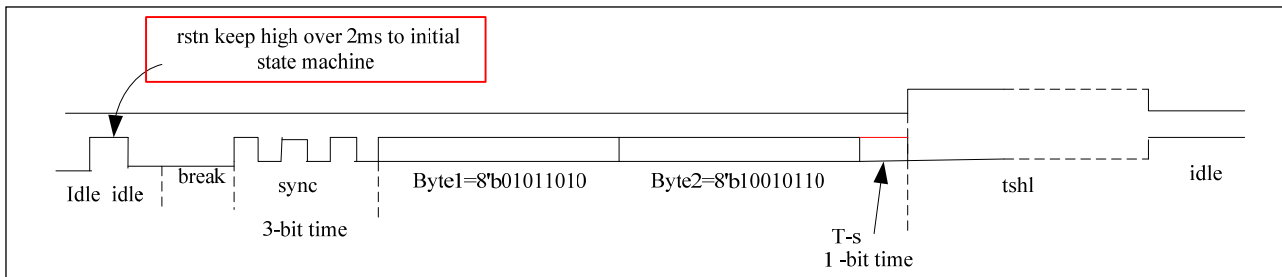 rstn keep high over 2ms to initial
state machine
Idle idle
break
sync
3-bit time
Byte1=8'b01011010
Byte2=8'b10010110
T-s
1 -bit time
tshl
idle